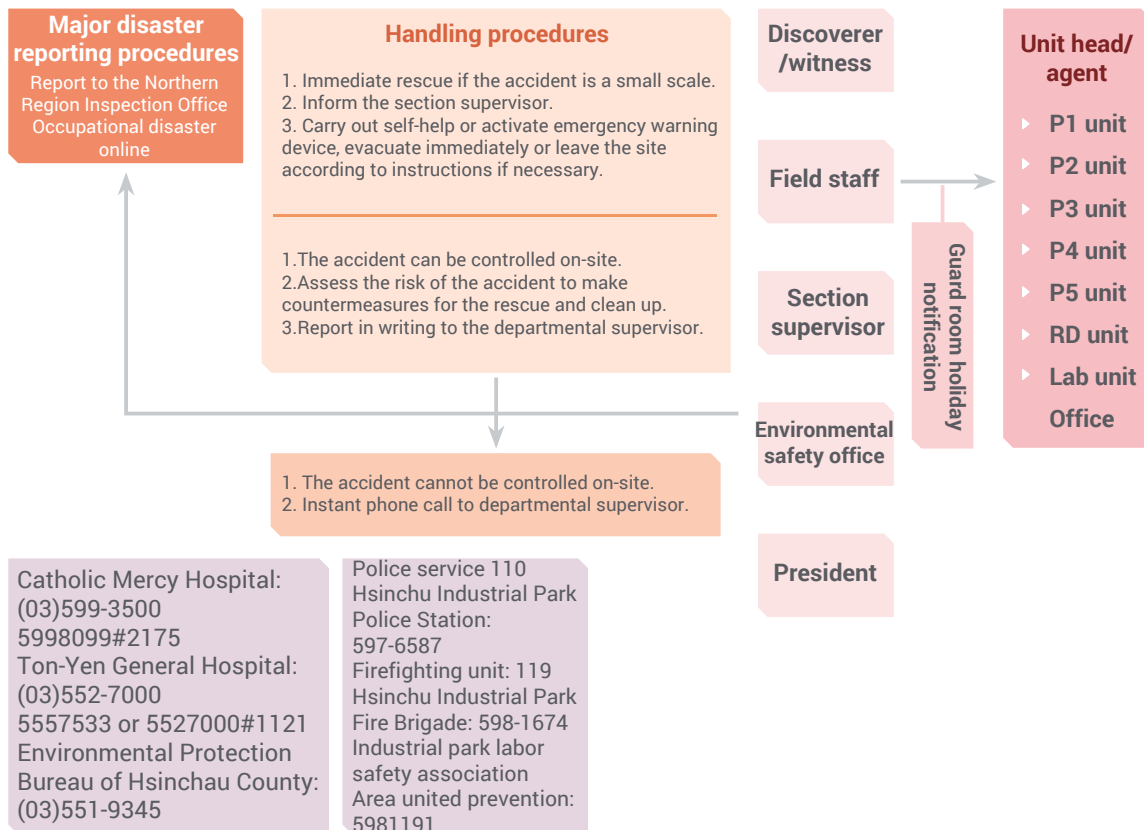 Major disaster
reporting procedures
Report to the Northern
Region Inspection Office
Occupational disaster
online
Handling procedures
1. Immediate rescue if the accident is a small scale.
2. Inform the section supervisor.
3. Carry out self-help or activate emergency warning
device, evacuate immediately or leave the site
according to instructions if necessary.
1.The accident can be controlled on-site.
2.Assess the risk of the accident to make
countermeasures for the rescue and clean up.
3.Report in writing to the departmental supervisor.
1. The accident cannot be controlled on-site.
2. Instant phone call to departmental supervisor.
Discoverer
/witness
Field staff
Section
supervisor
Environmental
safety office
President
Guard room holiday
notification
Unit head/
agent
P1 unit
P2 unit
P3 unit
P4 unit
P5 unit
RD unit
Lab unit
Office
Catholic Mercy Hospital:
(03)599-3500
5998099#2175
Ton-Yen General Hospital:
(03)552-7000
5557533 or 5527000#1121
Environmental Protection
Bureau of Hsinchau County:
(03)551-9345
Police service 110
Hsinchu Industrial Park
Police Station:
597-6587
Firefighting unit: 119
Hsinchu Industrial Park
Fire Brigade: 598-1674
Industrial park labor
safety association
Area united prevention:
5981191